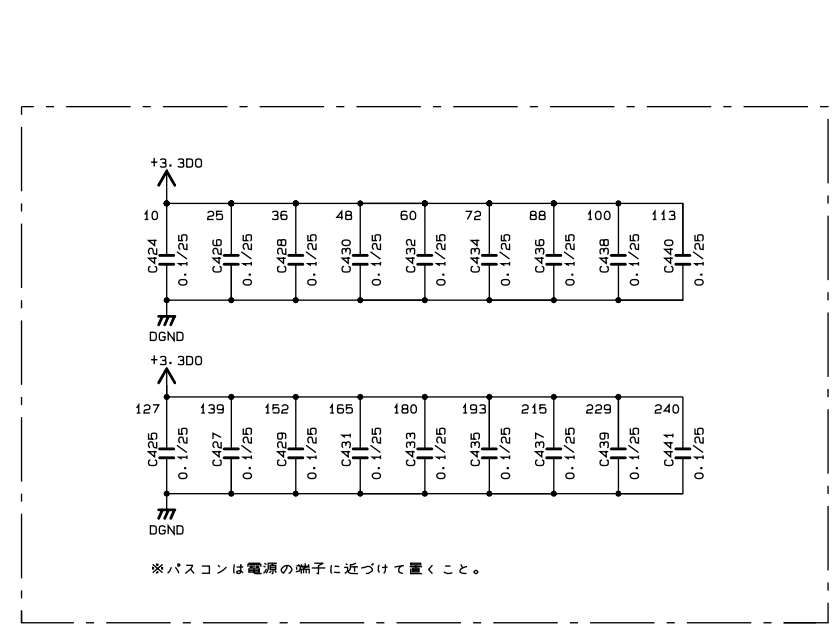 +3.3D0
10 25 36 48 60 72 88 100 113
C424 0.1/25 C426 0.1/25 C428 0.1/25 C430 0.1/25 C432 0.1/25 C434 0.1/25 C436 0.1/25 C438 0.1/25 C440 0.1/25
DGND
+3.3D0
127 139 152 165 180 193 215 229 240
C425 0.1/25 C427 0.1/25 C429 0.1/25 C431 0.1/25 C433 0.1/25 C435 0.1/25 C437 0.1/25 C439 0.1/25 C441 0.1/25
DGND
※パスコンは電源の端子に近づけて置くこと。